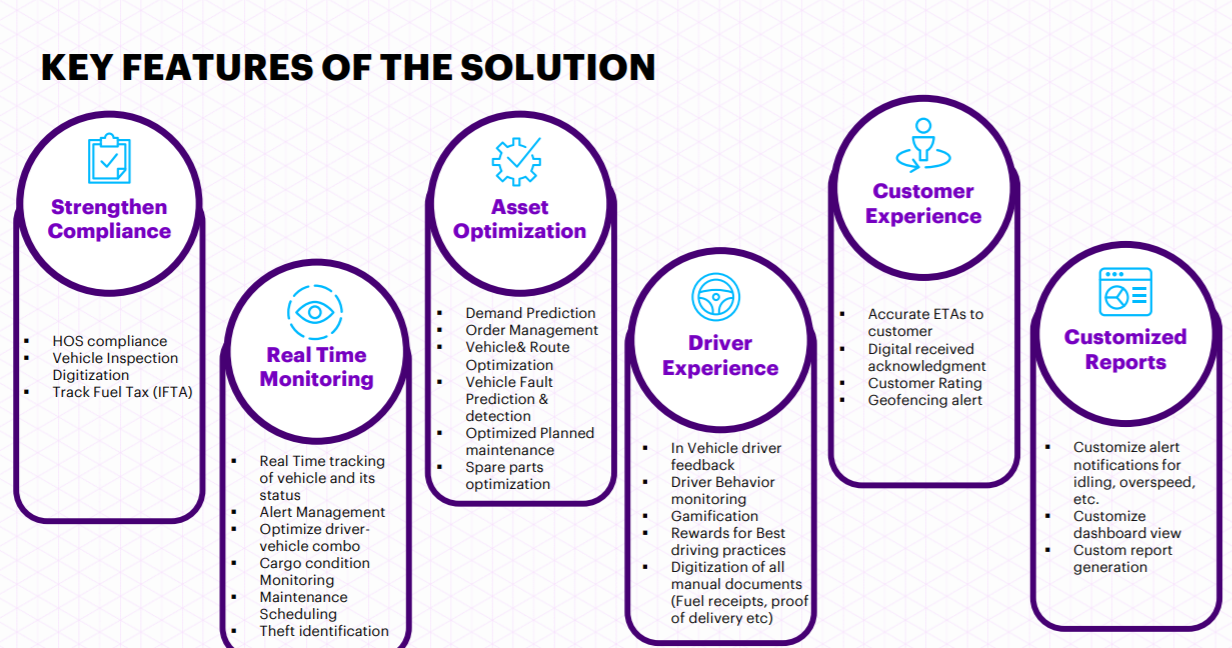 KEY FEATURES OF THE SOLUTION
Strengthen
Compliance
▪ HOS compliance
▪ Vehicle Inspection
Digitization
▪ Track Fuel Tax (IFTA)
Real Time
Monitoring
▪ Real Time tracking
of vehicle and its
status
▪ Alert Management
▪ Optimize driver-
vehicle combo
▪ Cargo condition
Monitoring
▪ Maintenance
Scheduling
▪ Theft identification
Asset
Optimization
▪ Demand Prediction
▪ Order Management
▪ Vehicle& Route
Optimization
▪ Vehicle Fault
Prediction &
detection
▪ Optimized Planned
maintenance
▪ Spare parts
optimization
Driver
Experience
▪ In Vehicle driver
feedback
▪ Driver Behavior
monitoring
▪ Gamification
▪ Rewards for Best
driving practices
▪ Digitization of all
manual documents
(Fuel receipts, proof
of delivery etc)
Customer
Experience
▪ Accurate ETAs to
customer
▪ Digital received
acknowledgment
▪ Customer Rating
▪ Geofencing alert
Customized
Reports
▪ Customize alert
notifications for
idling, overspeed,
etc.
▪ Customize
dashboard view
▪ Custom report
generation